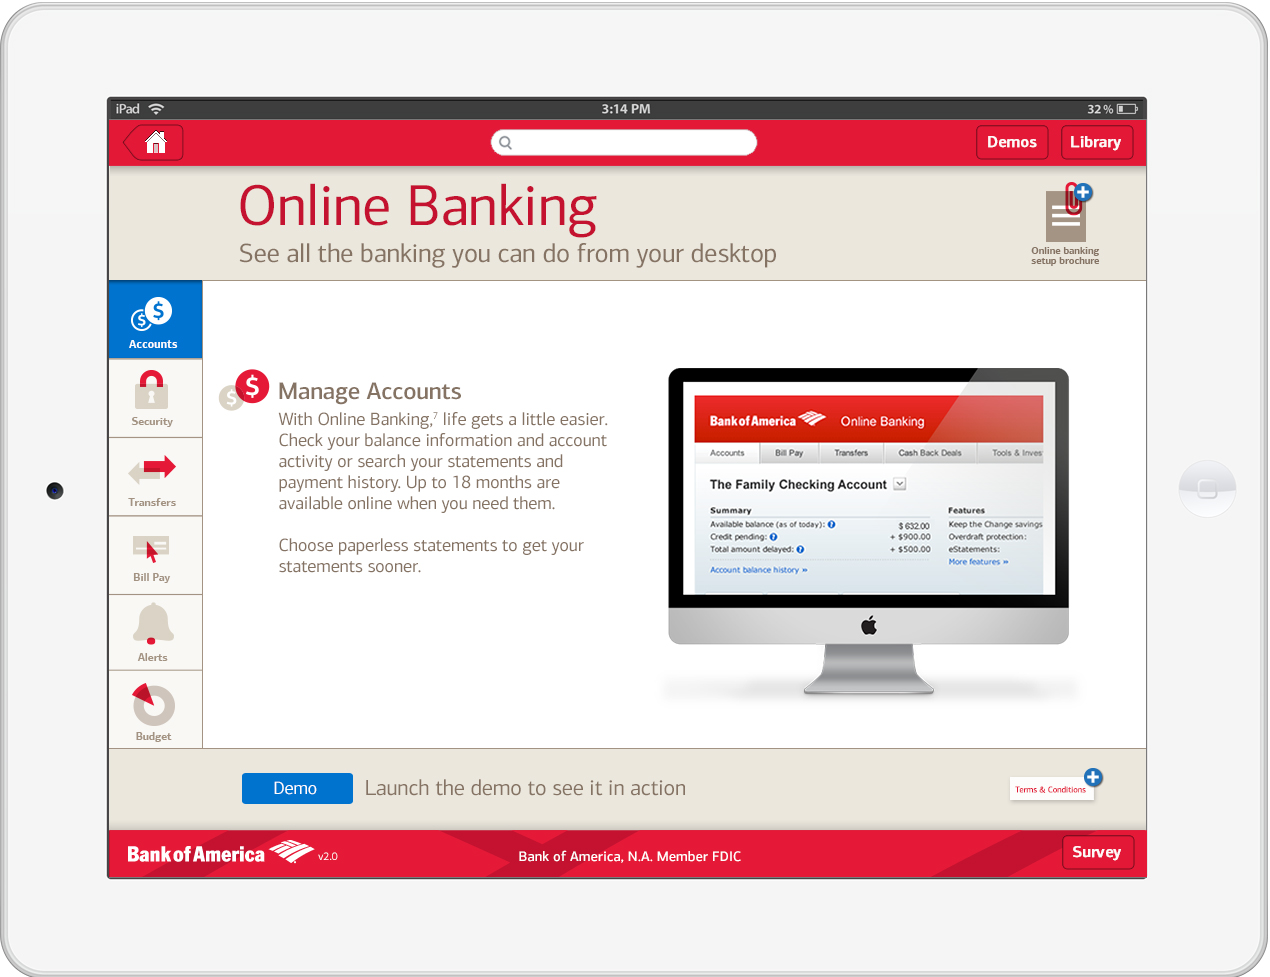 iPad 3:14 PM 32 %
Demos Library
Online Banking
See all the banking you can do from your desktop
Online banking
setup brochure
Accounts
Security
Transfers
Bill Pay
Alerts
Budget
$ $
Manage Accounts
With Online Banking,7 life gets a little easier.
Check your balance information and account
activity or search your statements and
payment history. Up to 18 months are
available online when you need them.
Choose paperless statements to get your
statements sooner.
Bank of America Online Banking
Accounts Bill Pay Transfers Cash Back Deals Tools & Inves
The Family Checking Account
Summary Features
Available balance (as of today): ? $ 632.00 Keep the Change savings
Credit pending: ? + $900.00 Overdraft protection:
Total amount delayed: ? + $500.00 eStatements:
Account balance history » More features »
Demo Launch the demo to see it in action
Terms & Conditions
Bank of America v2.0 Bank of America, N.A. Member FDIC Survey